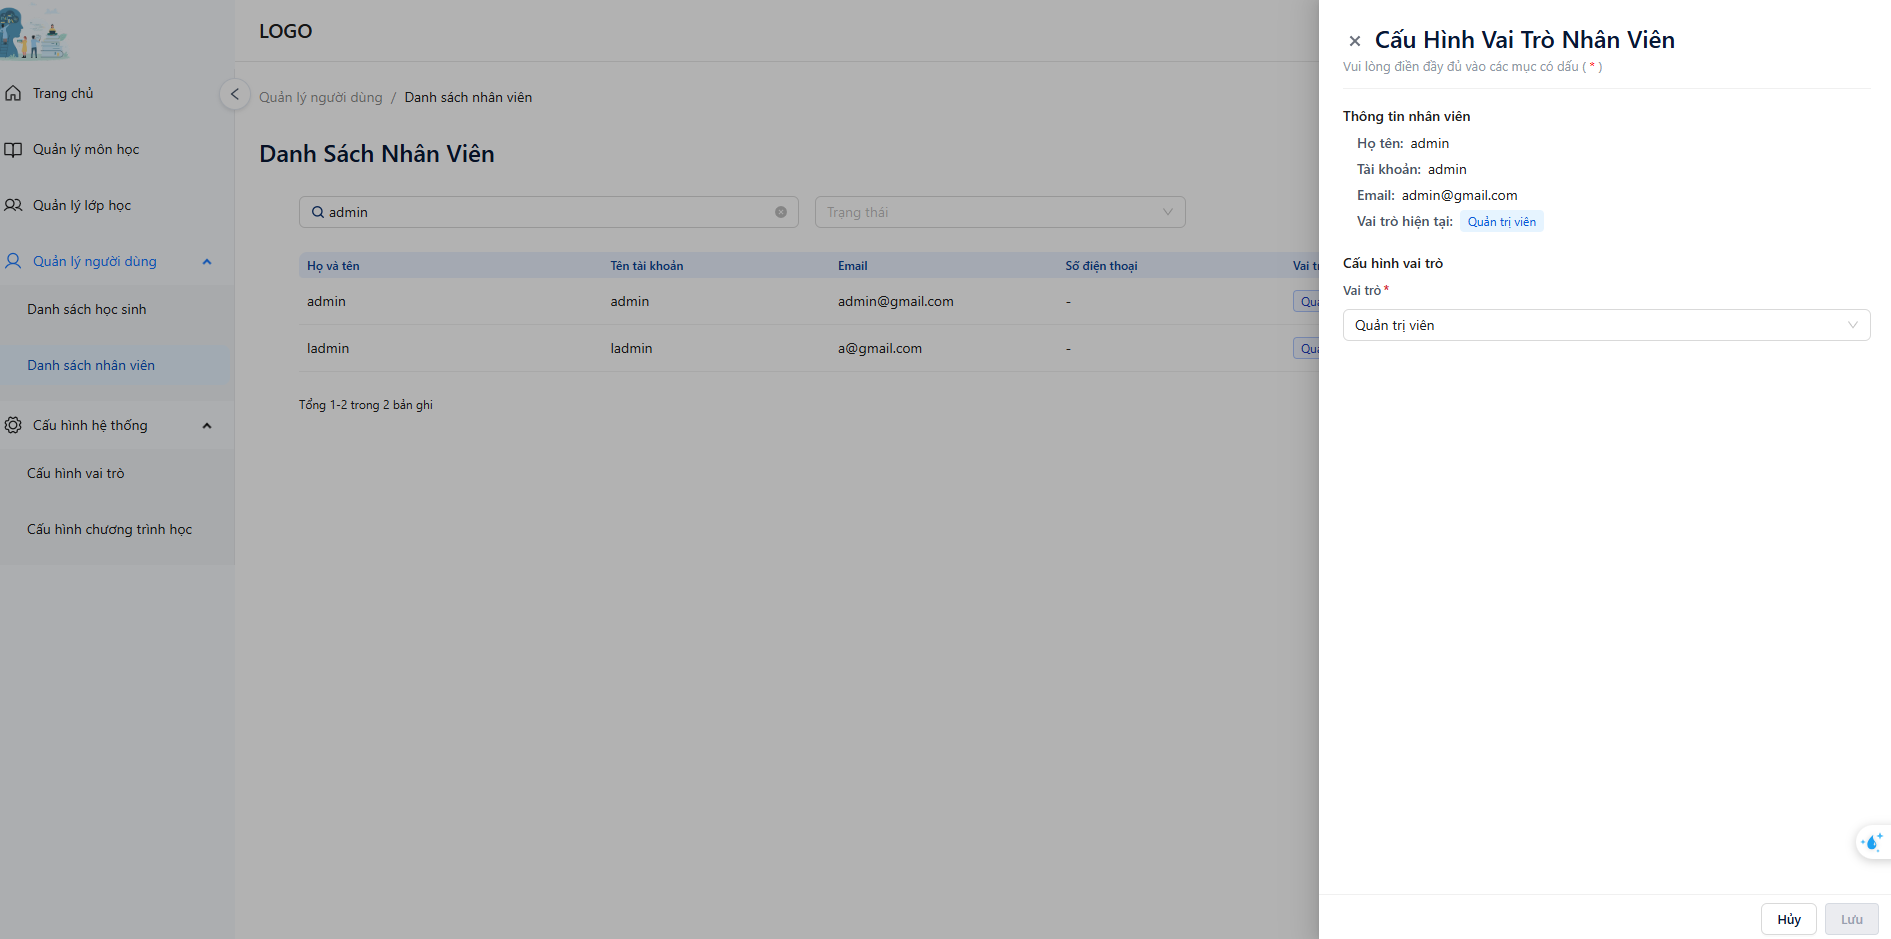 Trang chủ
Quản lý môn học
Quản lý lớp học
Quản lý người dùng
Danh sách học sinh
Danh sách nhân viên
Cấu hình hệ thống
Cấu hình vai trò
Cấu hình chương trình học
LOGO
Quản lý người dùng / Danh sách nhân viên
Danh Sách Nhân Viên
admin
Trạng thái
Họ và tên Tên tài khoản Email Số điện thoại Vai
admin admin admin@gmail.com -
ladmin ladmin a@gmail.com -
Tổng 1-2 trong 2 bản ghi
Cấu Hình Vai Trò Nhân Viên
Vui lòng điền đầy đủ vào các mục có dấu ( * )
Thông tin nhân viên
Họ tên: admin
Tài khoản: admin
Email: admin@gmail.com
Vai trò hiện tại: Quản trị viên
Cấu hình vai trò
Vai trò *
Quản trị viên
Hủy Lưu